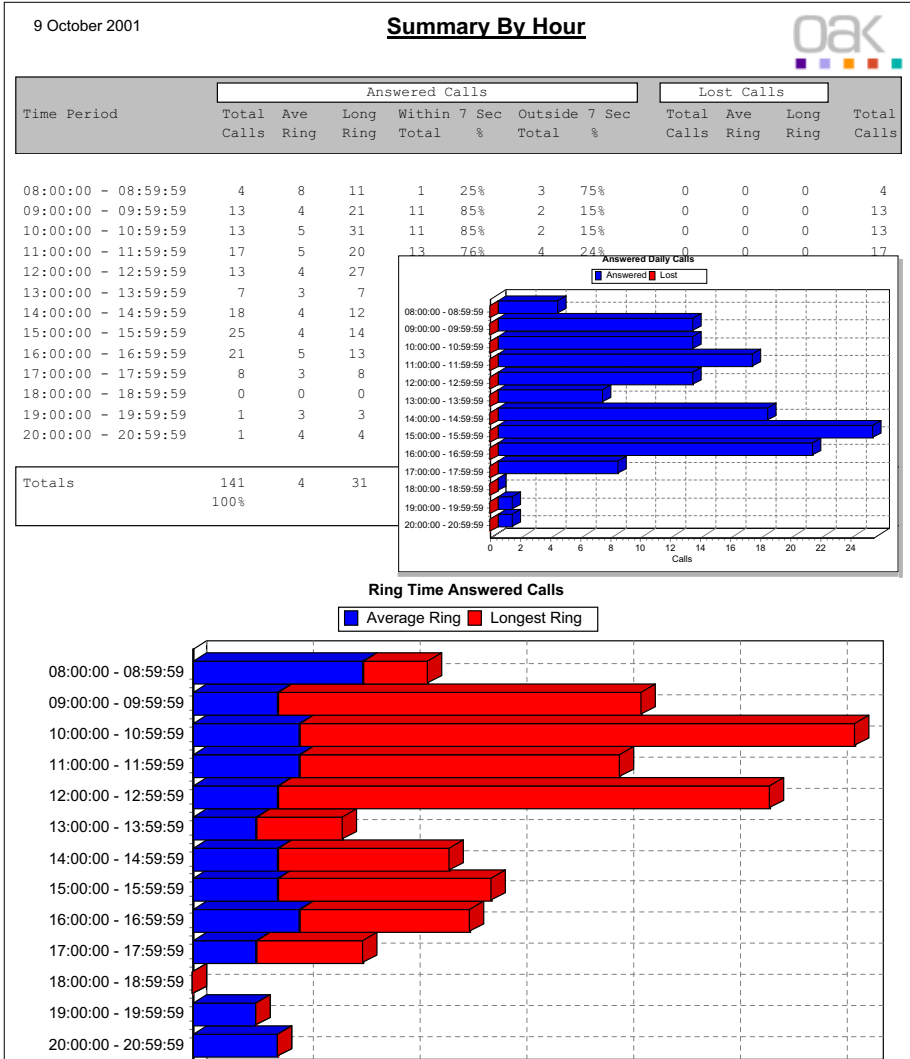 9 October 2001
Summary By Hour
oak
Answered Calls Lost Calls
Time Period Total Ave Long Within 7 Sec Outside 7 Sec Total Ave Long Total
Calls Ring Ring Total % Total % Calls Ring Ring Calls
08:00:00 - 08:59:59 4 8 11 1 25% 3 75% 0 0 0 4
09:00:00 - 09:59:59 13 4 21 11 85% 2 15% 0 0 0 13
10:00:00 - 10:59:59 13 5 31 11 85% 2 15% 0 0 0 13
11:00:00 - 11:59:59 17 5 20 13 76% 4 24% 0 0 0 17
12:00:00 - 12:59:59 13 4 27
13:00:00 - 13:59:59 7 3 7
14:00:00 - 14:59:59 18 4 12
15:00:00 - 15:59:59 25 4 14
16:00:00 - 16:59:59 21 5 13
17:00:00 - 17:59:59 8 3 8
18:00:00 - 18:59:59 0 0 0
19:00:00 - 19:59:59 1 3 3
20:00:00 - 20:59:59 1 4 4
Totals 141 4 31
100%
Answered Daily Calls
Answered Lost
08:00:00 - 08:59:59
09:00:00 - 09:59:59
10:00:00 - 10:59:59
11:00:00 - 11:59:59
12:00:00 - 12:59:59
13:00:00 - 13:59:59
14:00:00 - 14:59:59
15:00:00 - 15:59:59
16:00:00 - 16:59:59
17:00:00 - 17:59:59
18:00:00 - 18:59:59
19:00:00 - 19:59:59
20:00:00 - 20:59:59
0 2 4 6 8 10 12 14 16 18 20 22 24
Calls
Ring Time Answered Calls
Average Ring Longest Ring
08:00:00 - 08:59:59
09:00:00 - 09:59:59
10:00:00 - 10:59:59
11:00:00 - 11:59:59
12:00:00 - 12:59:59
13:00:00 - 13:59:59
14:00:00 - 14:59:59
15:00:00 - 15:59:59
16:00:00 - 16:59:59
17:00:00 - 17:59:59
18:00:00 - 18:59:59
19:00:00 - 19:59:59
20:00:00 - 20:59:59